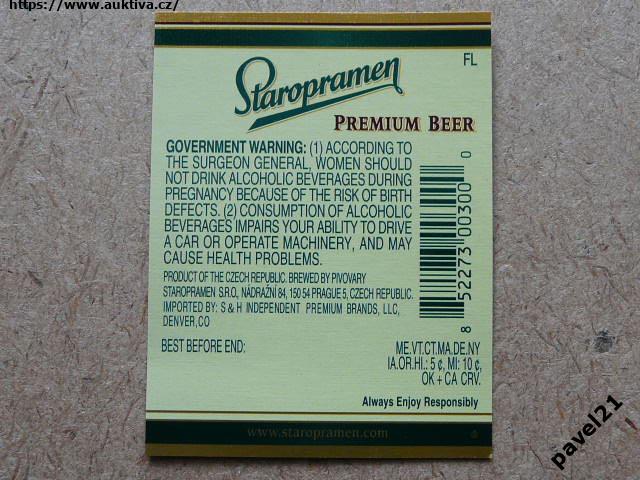 https://www.auktiva.cz/
FL
Staropramen
PREMIUM BEER
GOVERNMENT WARNING: (1) ACCORDING TO
THE SURGEON GENERAL, WOMEN SHOULD
NOT DRINK ALCOHOLIC BEVERAGES DURING
PREGNANCY BECAUSE OF THE RISK OF BIRTH
DEFECTS. (2) CONSUMPTION OF ALCOHOLIC
BEVERAGES IMPAIRS YOUR ABILITY TO DRIVE
A CAR OR OPERATE MACHINERY, AND MAY
CAUSE HEALTH PROBLEMS.
PRODUCT OF THE CZECH REPUBLIC. BREWED BY PIVOVARY
STAROPRAMEN S.R.O., NÁDRAŽNÍ 84, 150 54 PRAGUE 5, CZECH REPUBLIC.
IMPORTED BY: S & H INDEPENDENT PREMIUM BRANDS, LLC,
DENVER,CO
8 52273 00300 0
BEST BEFORE END:
ME.VT.CT.MA.DE.NY
IA.OR.HI.: 5 ¢, MI: 10 ¢,
OK + CA CRV.
Always Enjoy Responsibly
www.staropramen.com
pavel21